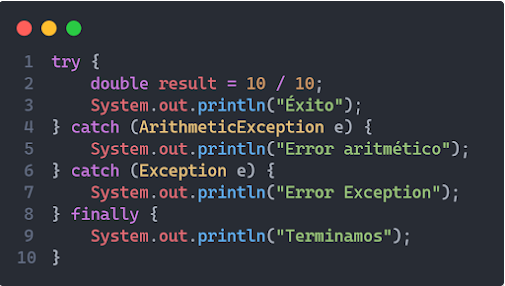 1 try {
2     double result = 10 / 10;
3     System.out.println("Éxito");
4 } catch (ArithmeticException e) {
5     System.out.println("Error aritmético");
6 } catch (Exception e) {
7     System.out.println("Error Exception");
8 } finally {
9     System.out.println("Terminamos");
10 }